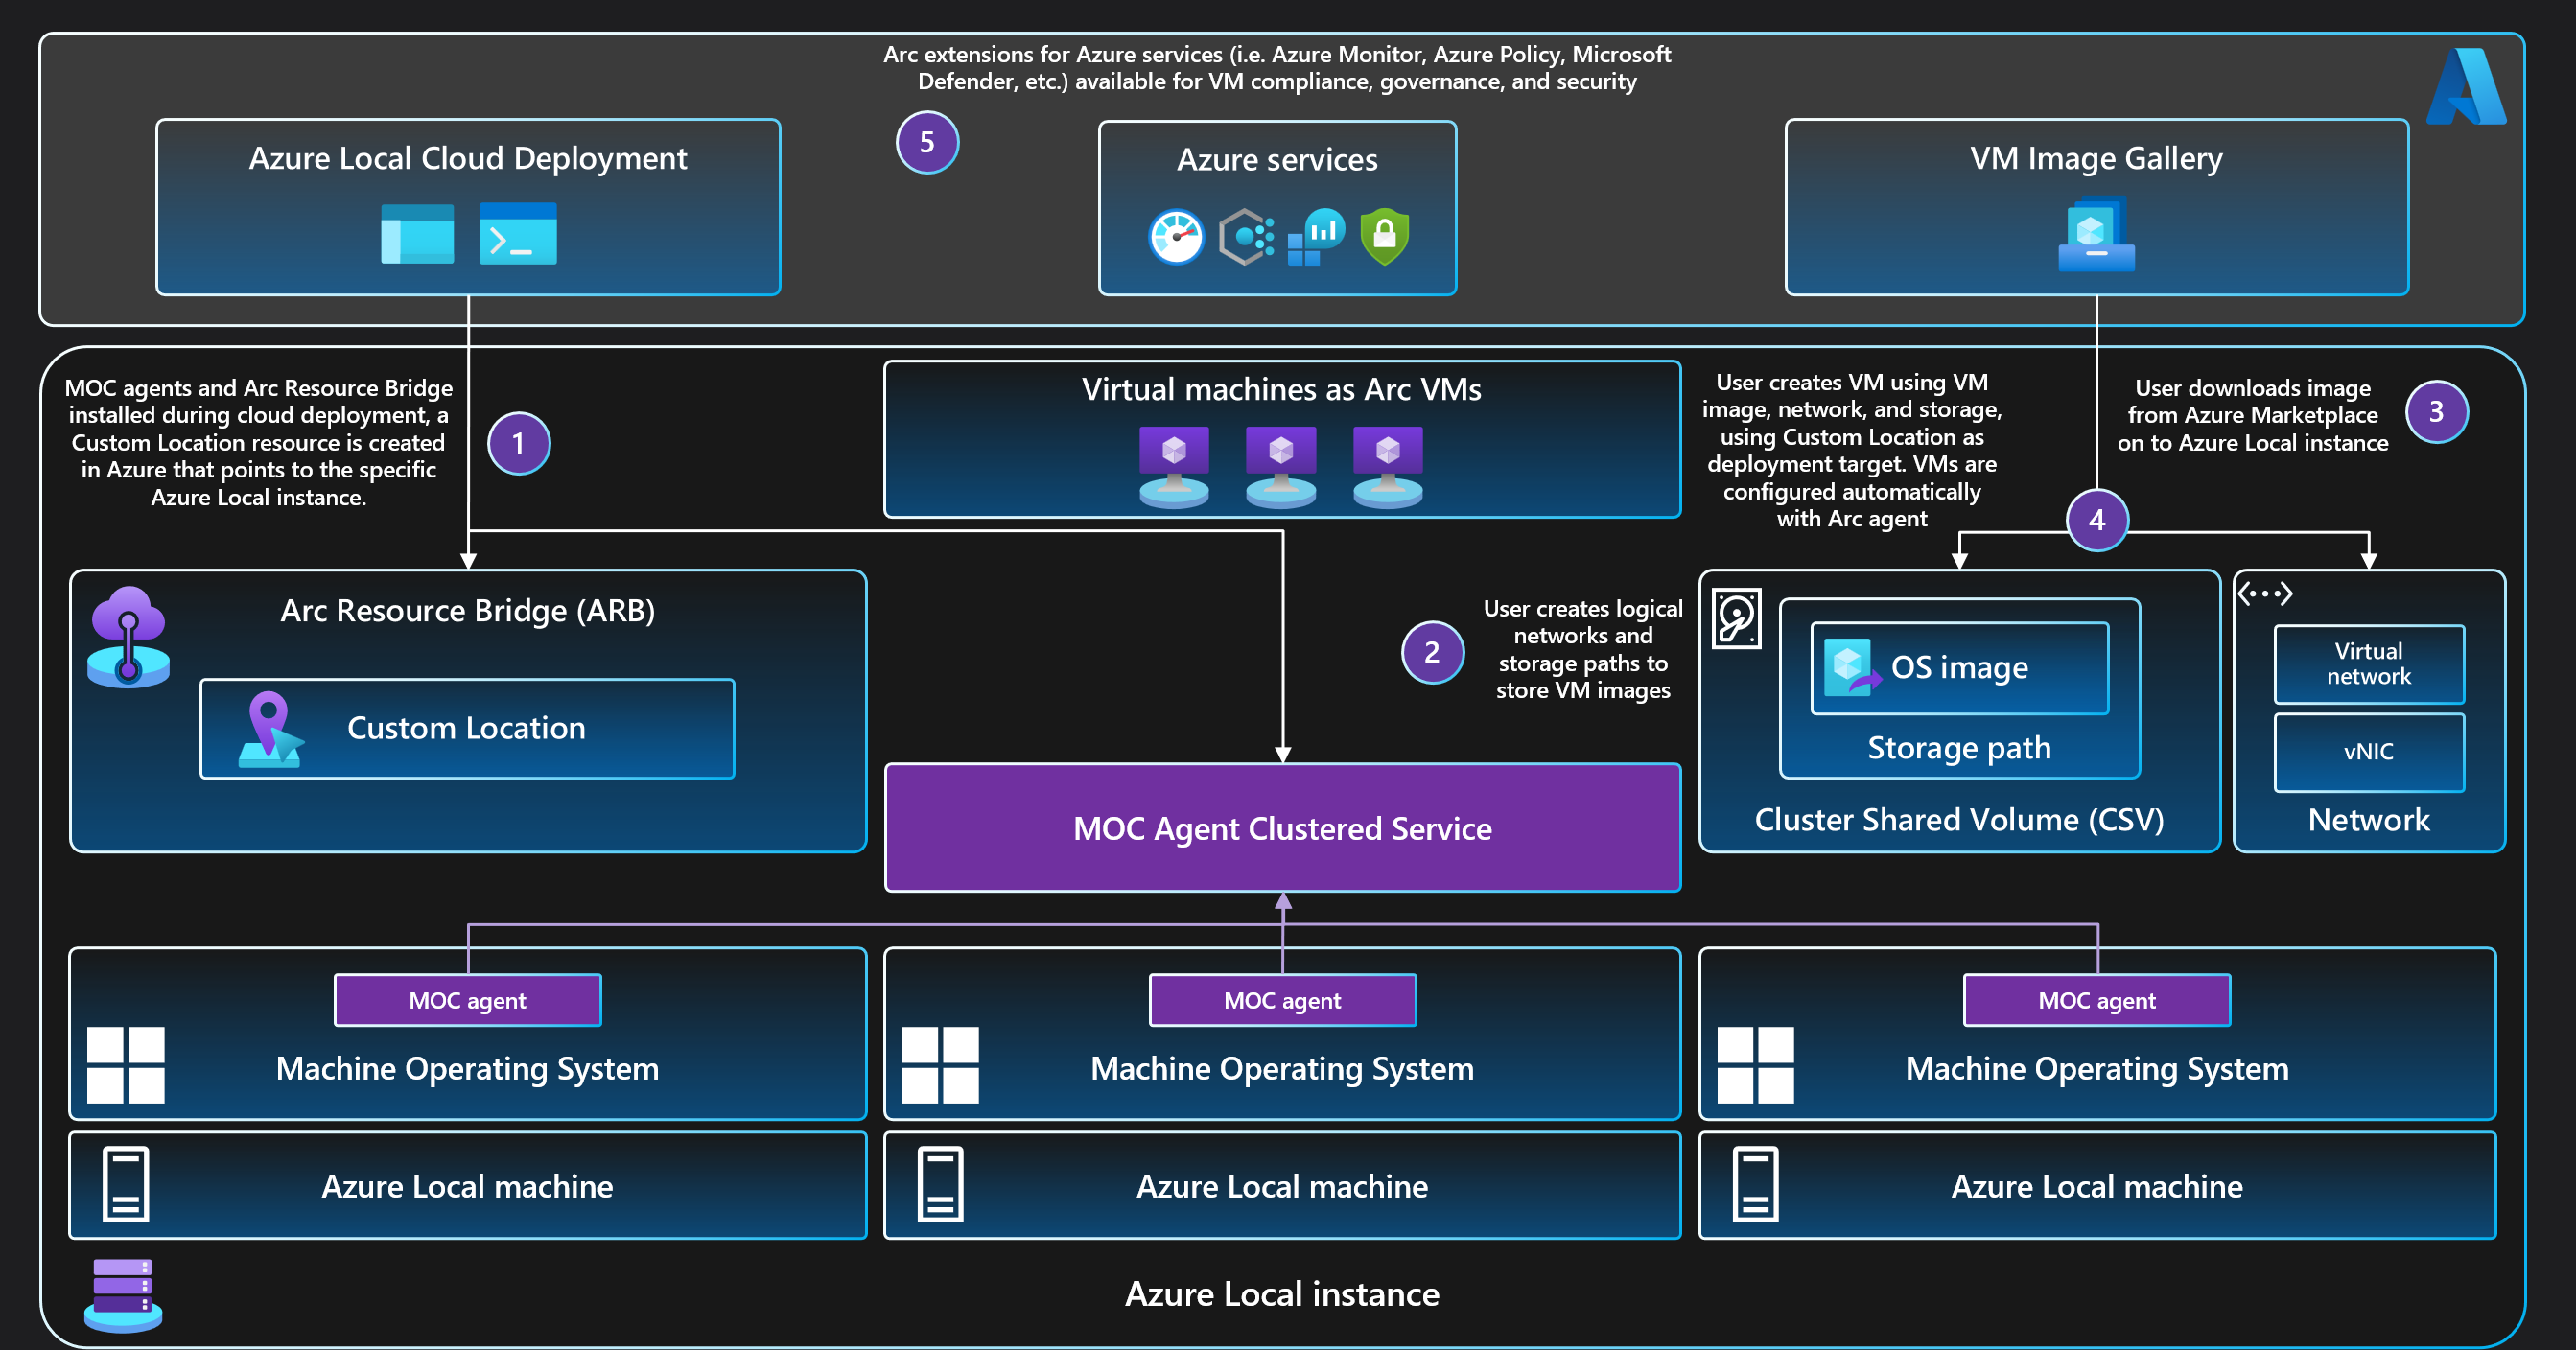 Arc extensions for Azure services (i.e. Azure Monitor, Azure Policy, Microsoft
Defender, etc.) available for VM compliance, governance, and security
5
Azure Local Cloud Deployment
Azure services
VM Image Gallery
MOC agents and Arc Resource Bridge
installed during cloud deployment, a
Custom Location resource is created
in Azure that points to the specific
Azure Local instance.
1
Virtual machines as Arc VMs
User creates VM using VM
image, network, and storage,
using Custom Location as
deployment target. VMs are
configured automatically
with Arc agent
4
User downloads image
from Azure Marketplace
on to Azure Local instance
3
Arc Resource Bridge (ARB)
Custom Location
2
User creates logical
networks and
storage paths to
store VM images
OS image
Storage path
Cluster Shared Volume (CSV)
Virtual
network
vNIC
Network
MOC Agent Clustered Service
MOC agent
Machine Operating System
MOC agent
Machine Operating System
MOC agent
Machine Operating System
Azure Local machine
Azure Local machine
Azure Local machine
Azure Local instance